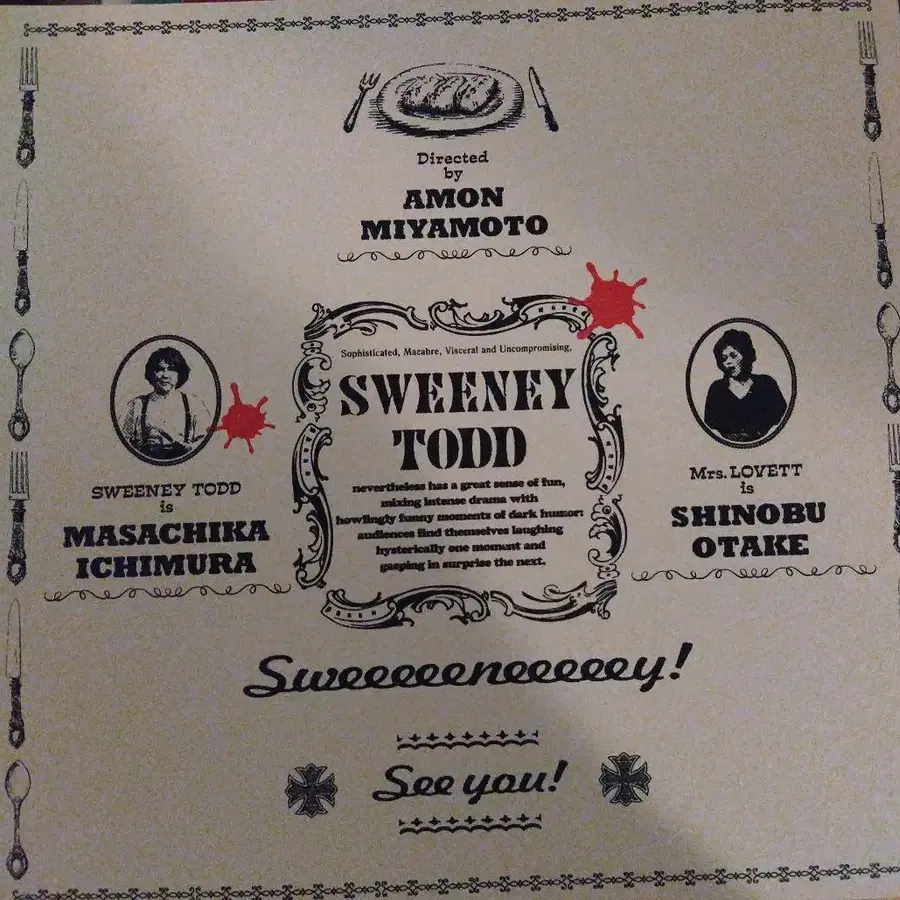 Directed
by
AMON
MIYAMOTO
Sophisticated, Macabre, Visceral and Uncompromising,
SWEENEY
TODD
nevertheless has a great sense of fun,
mixing intense drama with
howlingly funny moments of dark humor:
audiences find themselves laughing
hysterically one moment and
gasping in surprise the next.
SWEENEY TODD
is
MASACHIKA
ICHIMURA
Mrs. LOVETT
is
SHINOBU
OTAKE
Sweeeeeeneeeeeey!
See you!